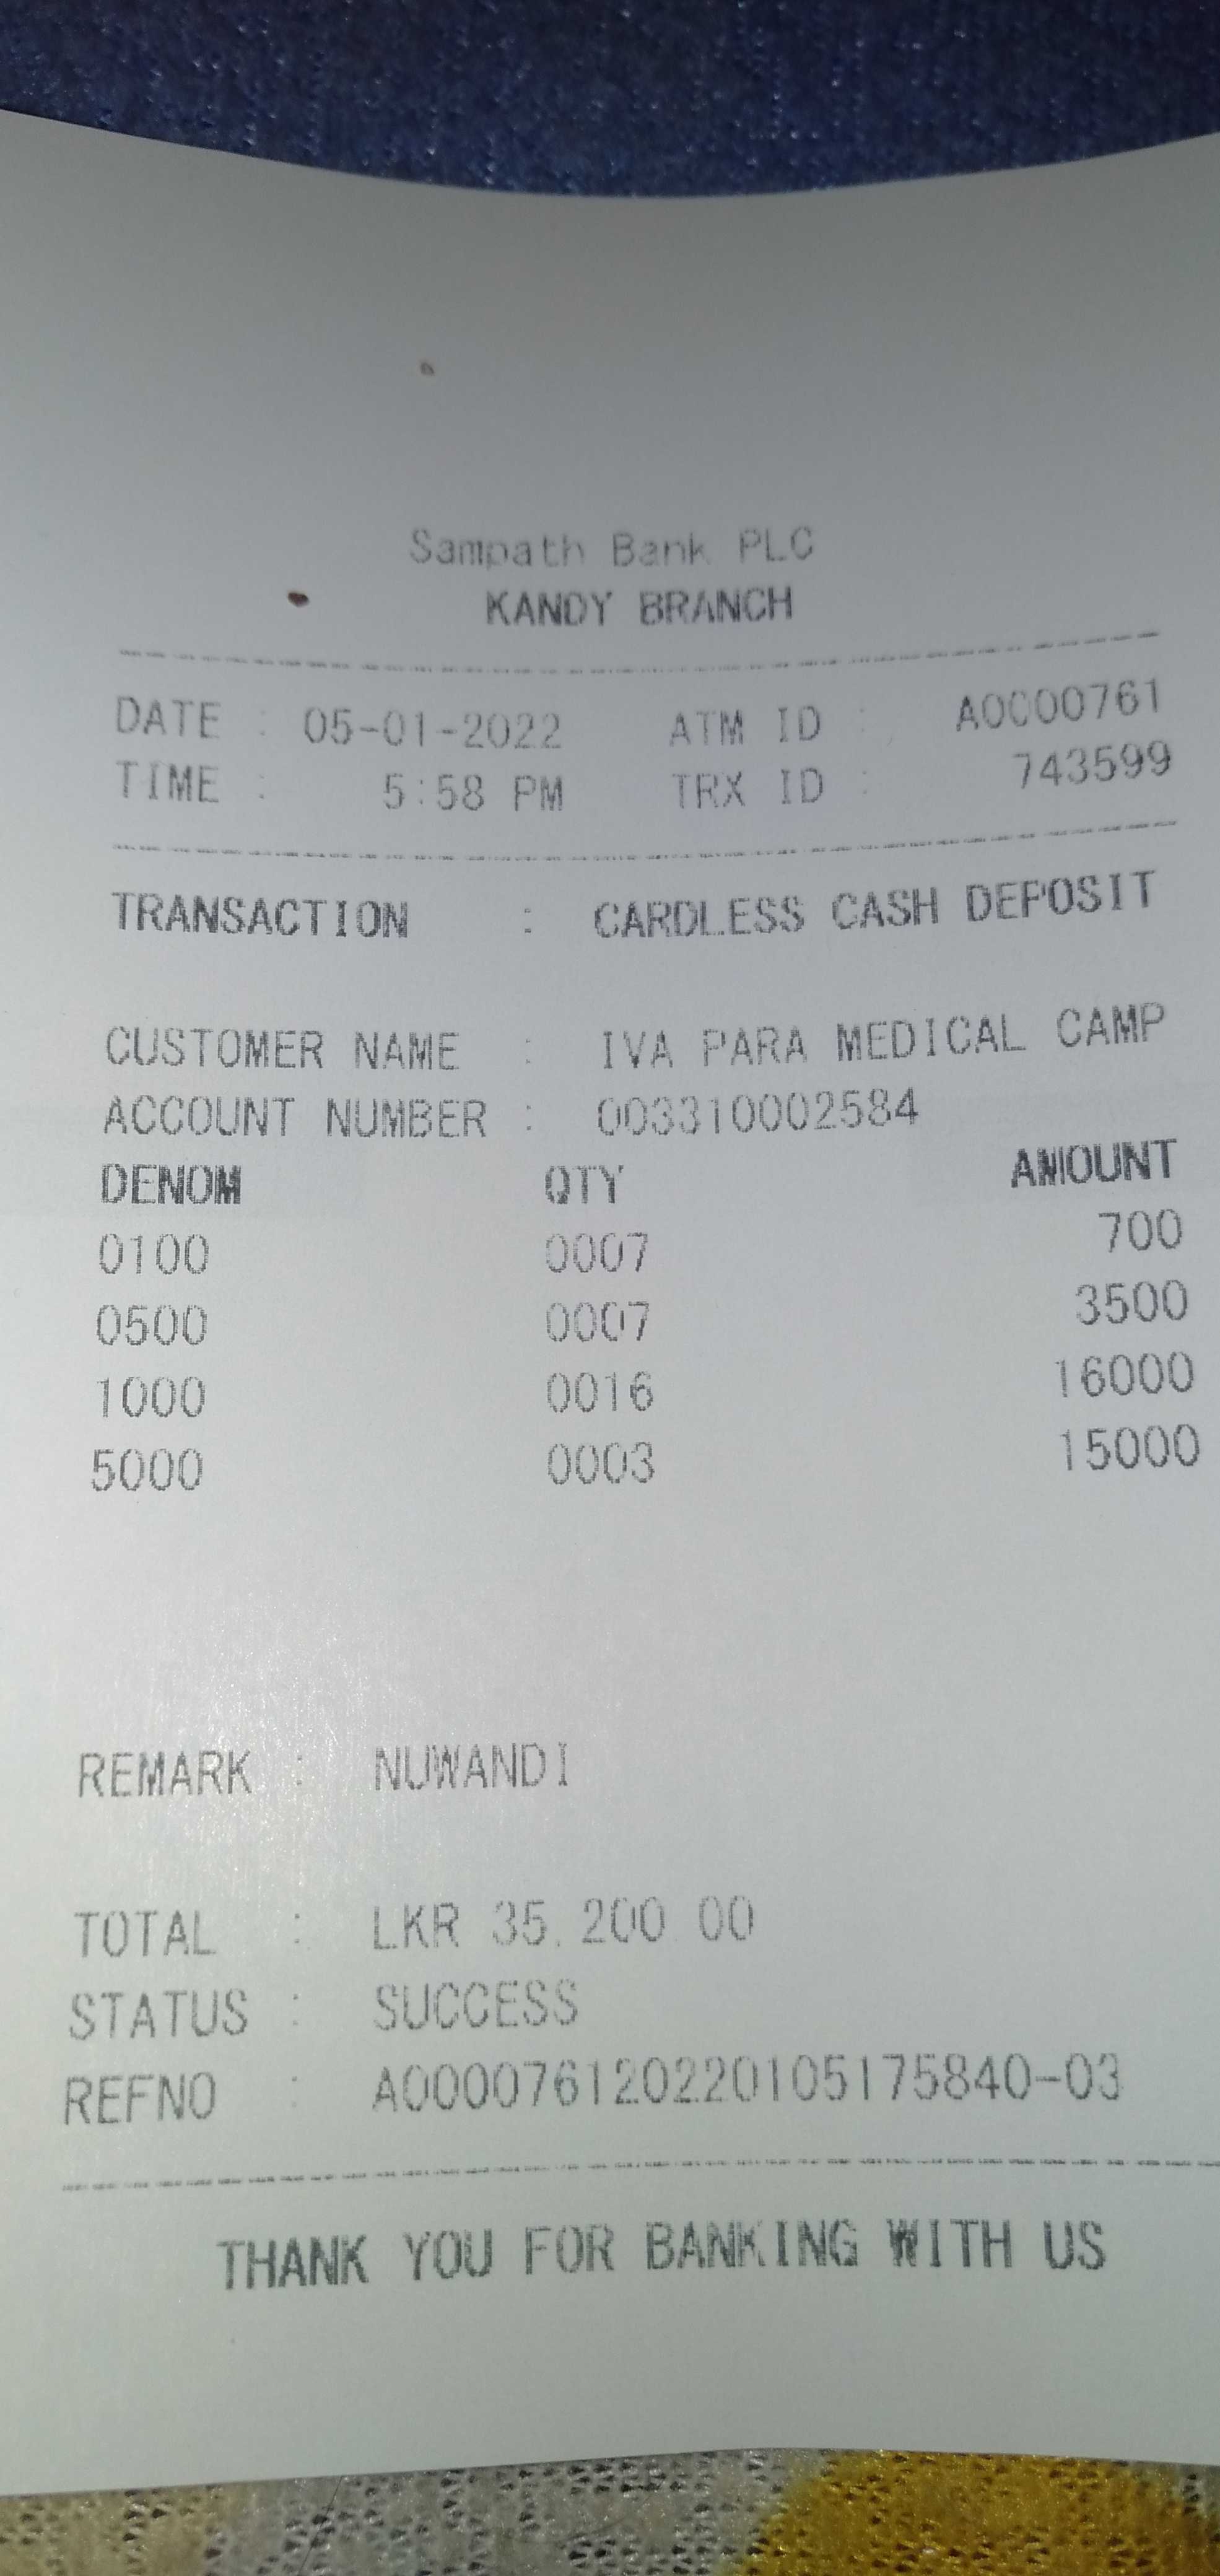 Sampath Bank PLC
KANDY BRANCH
DATE : 05-01-2022 ATM ID : A0000761
TIME : 5:58 PM TRX ID : 743599
TRANSACTION : CARDLESS CASH DEPOSIT
CUSTOMER NAME : IVA PARA MEDICAL CAMP
ACCOUNT NUMBER : 003310002584
DENOM QTY AMOUNT
0100 0007 700
0500 0007 3500
1000 0016 16000
5000 0003 15000
REMARK : NUWANDI
TOTAL : LKR 35,200.00
STATUS : SUCCESS
REFNO : A000076120220105175840-03
THANK YOU FOR BANKING WITH US